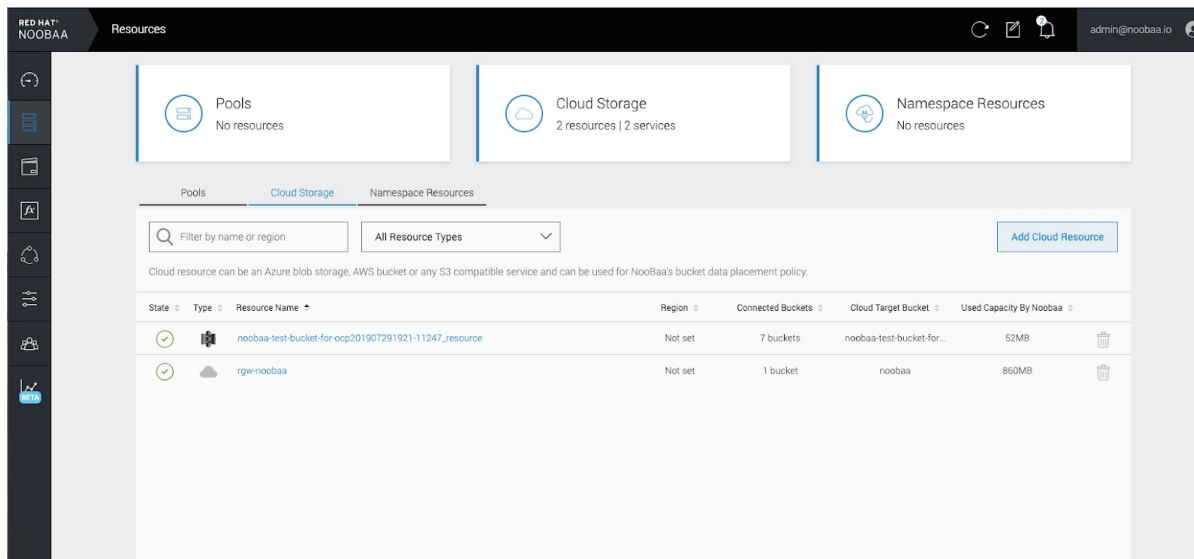 RED HAT®
NOOBAA
Resources
2
admin@noobaa.io
Pools
No resources
Cloud Storage
2 resources | 2 services
Namespace Resources
No resources
Pools Cloud Storage Namespace Resources
Filter by name or region
All Resource Types
Add Cloud Resource
Cloud resource can be an Azure blob storage, AWS bucket or any S3 compatible service and can be used for NooBaa's bucket data placement policy.
State Type Resource Name Region Connected Buckets Cloud Target Bucket Used Capacity By Noobaa
noobaa-test-bucket-for-ocp201907291921-11247_resource Not set 7 buckets noobaa-test-bucket-for... 52MB
rgw-noobaa Not set 1 bucket noobaa 860MB
fx
BETA